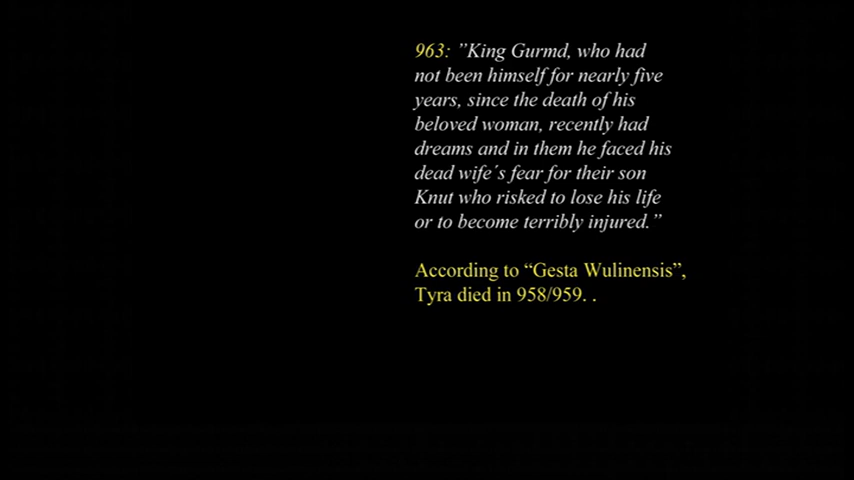 963: ”King Gurmd, who had
not been himself for nearly five
years, since the death of his
beloved woman, recently had
dreams and in them he faced his
dead wife´s fear for their son
Knut who risked to lose his life
or to become terribly injured.”
According to “Gesta Wulinensis”,
Tyra died in 958/959. .